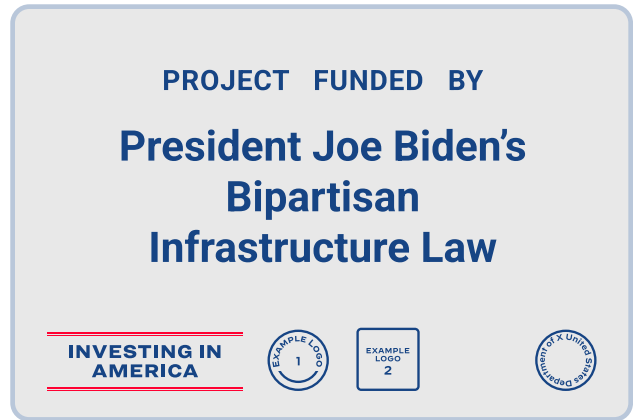 PROJECT FUNDED BY
President Joe Biden’s
Bipartisan
Infrastructure Law
INVESTING IN
AMERICA
EXAMPLE LOGO
1
EXAMPLE
LOGO
2
Department of X United States